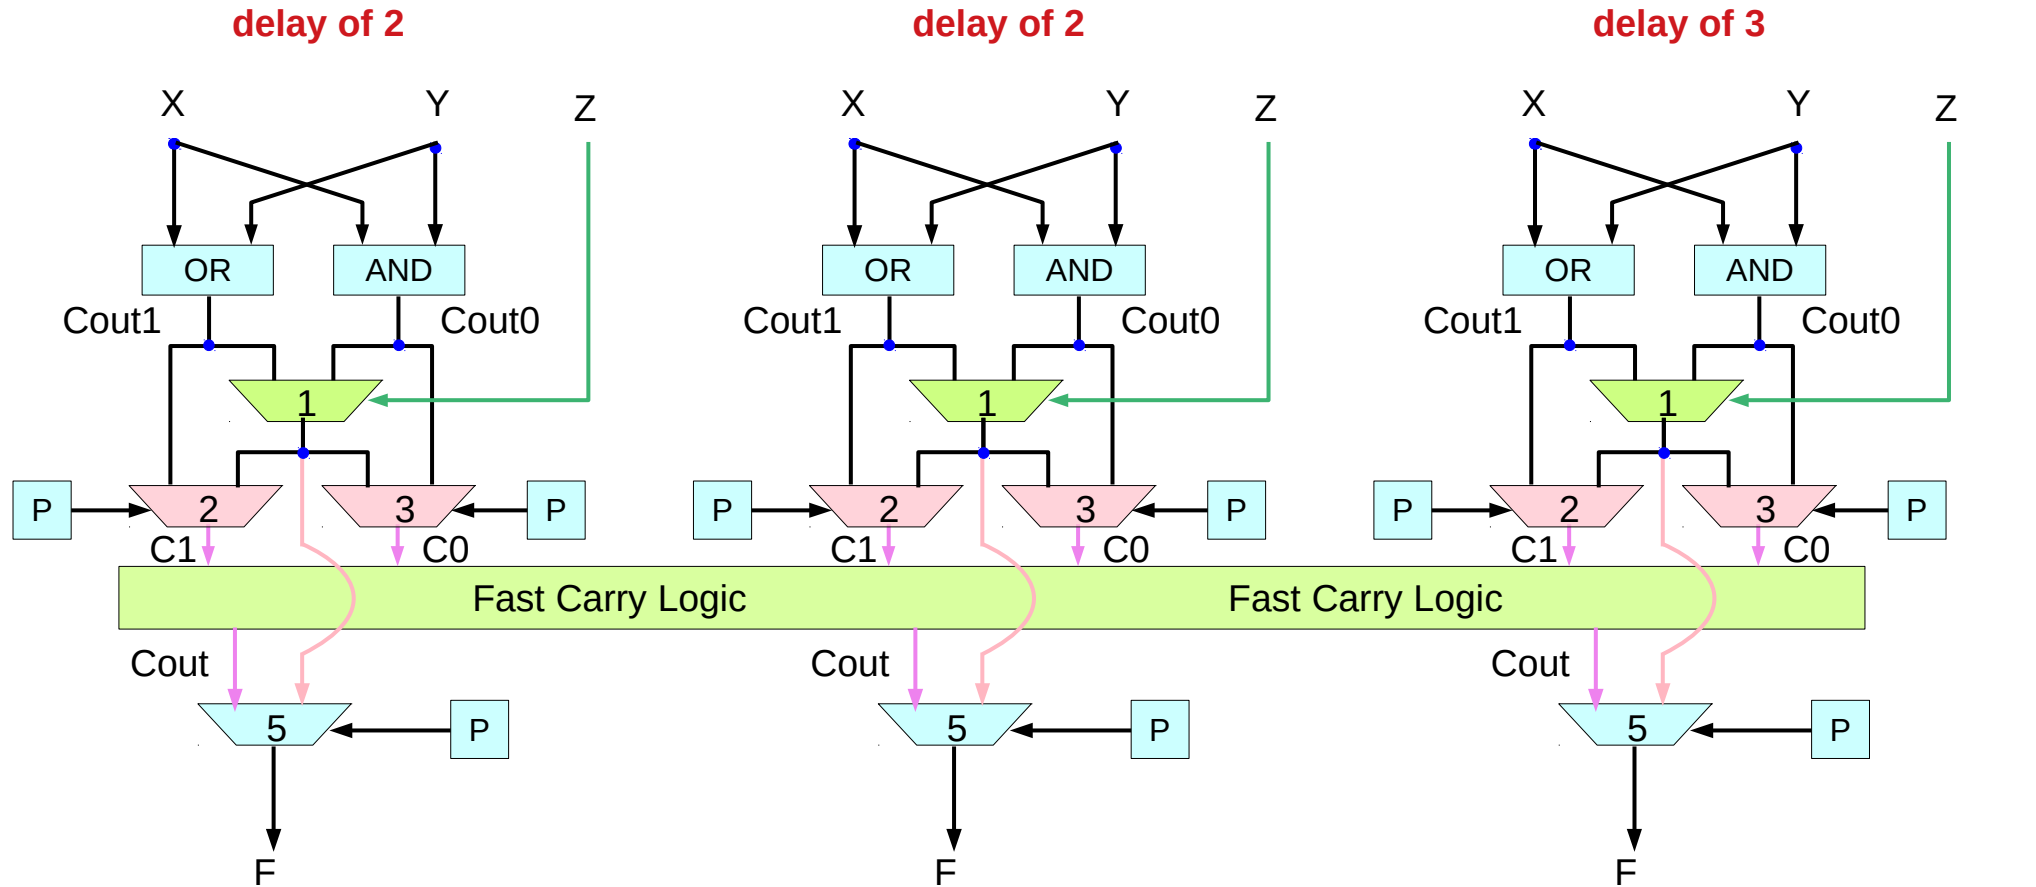 delay of 2 delay of 2 delay of 3
X Y Z X Y Z X Y Z
OR AND OR AND OR AND
Cout1 Cout0 Cout1 Cout0 Cout1 Cout0
1 1 1
P 2 3 P P 2 3 P P 2 3 P
C1 C0 C1 C0 C1 C0
Fast Carry Logic Fast Carry Logic
Cout Cout Cout
5 P 5 P 5 P
F F F